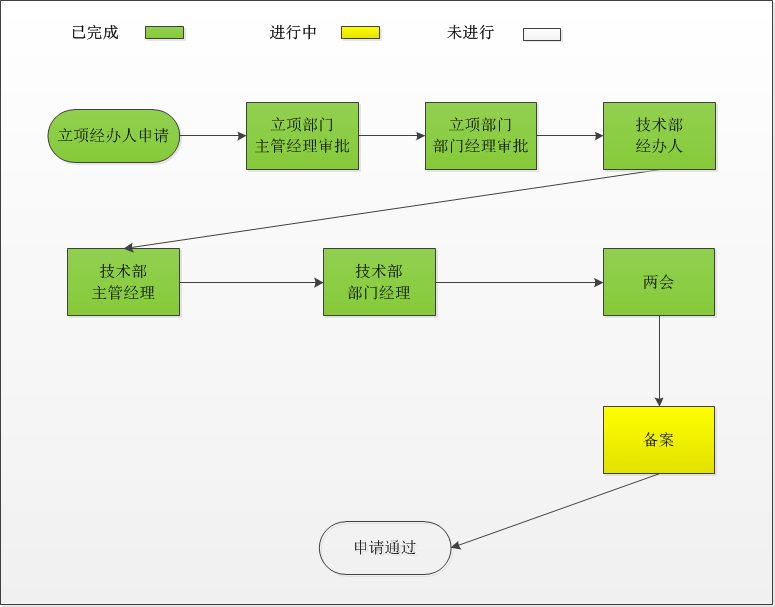 已完成
进行中
未进行
立项经办人申请
立项部门
主管经理审批
立项部门
部门经理审批
技术部
经办人
技术部
主管经理
技术部
部门经理
两会
备案
申请通过